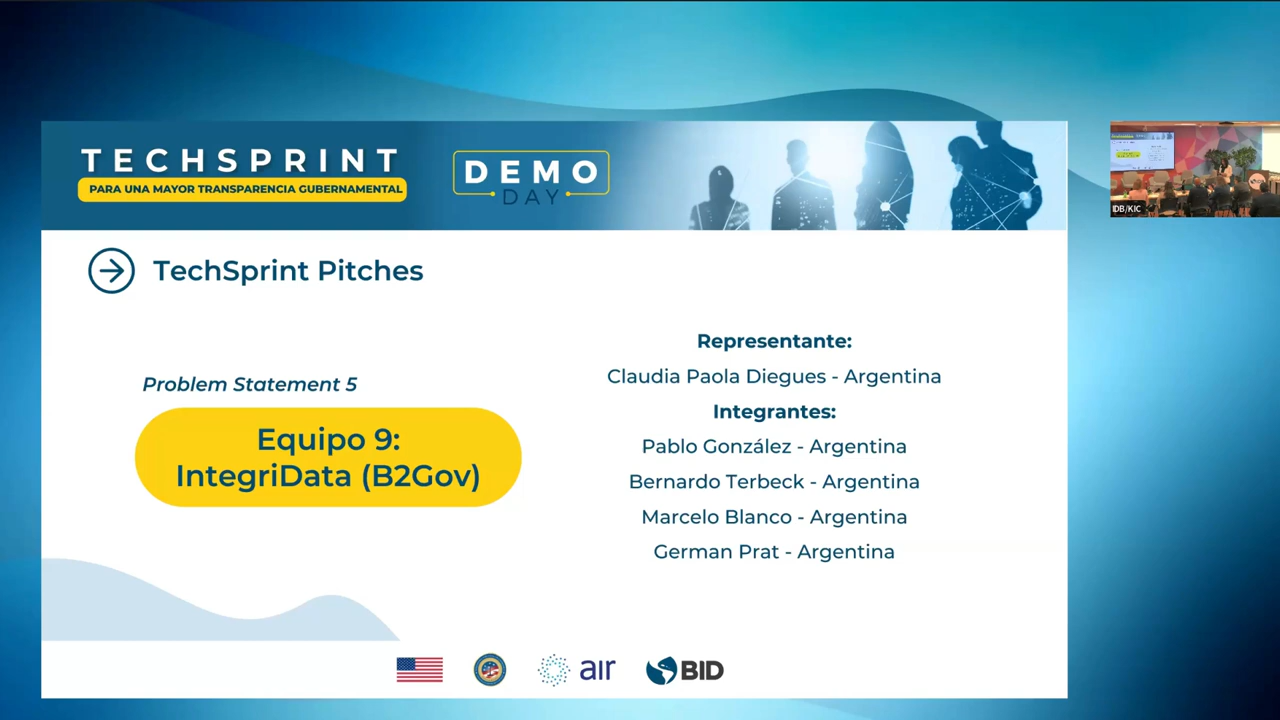 TECHSPRINT
PARA UNA MAYOR TRANSPARENCIA GUBERNAMENTAL
DEMO
DAY
TechSprint Pitches
Problem Statement 5
Equipo 9:
IntegriData (B2Gov)
Representante:
Claudia Paola Diegues - Argentina
Integrantes:
Pablo González - Argentina
Bernardo Terbeck - Argentina
Marcelo Blanco - Argentina
German Prat - Argentina
air
BID
IDB/KIC